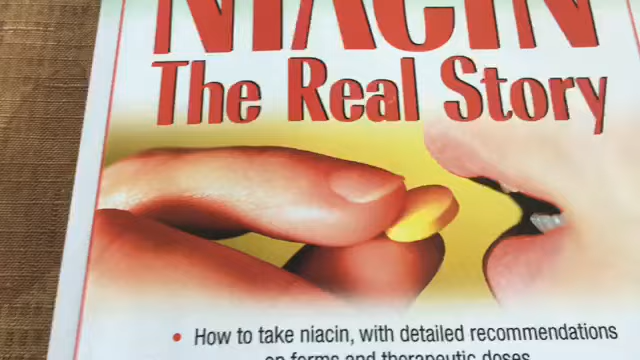 NIACIN
The Real Story
• How to take niacin, with detailed recommendations
on forms and therapeutic doses